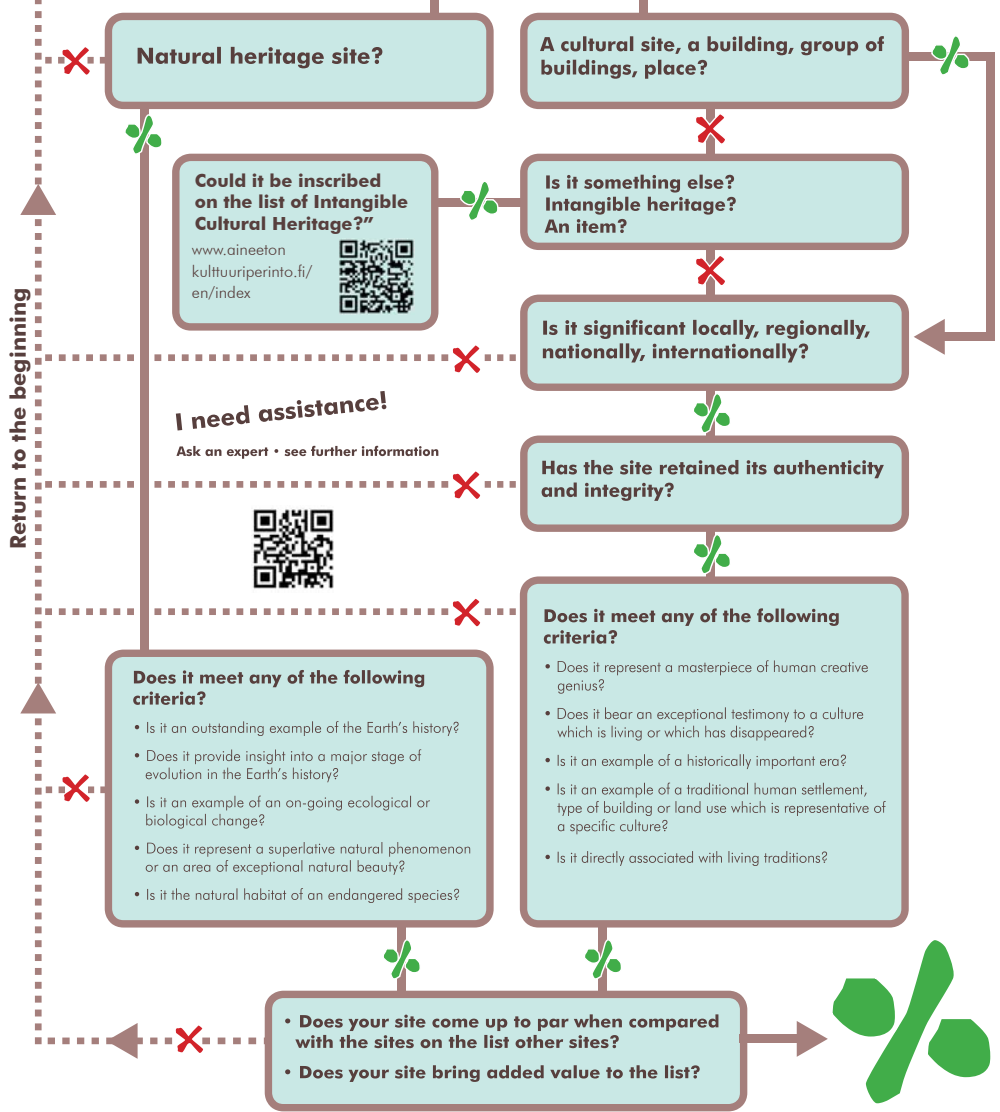 Natural heritage site?
A cultural site, a building, group of
buildings, place?
Could it be inscribed
on the list of Intangible
Cultural Heritage?”
www.aineeton
kulttuuriperinto.fi/
en/index
Is it something else?
Intangible heritage?
An item?
Is it significant locally, regionally,
nationally, internationally?
Return to the beginning
I need assistance!
Ask an expert • see further information
Has the site retained its authenticity
and integrity?
Does it meet any of the following
criteria?
• Does it represent a masterpiece of human creative
genius?
• Does it bear an exceptional testimony to a culture
which is living or which has disappeared?
• Is it an example of a historically important era?
• Is it an example of a traditional human settlement,
type of building or land use which is representative of
a specific culture?
• Is it directly associated with living traditions?
Does it meet any of the following
criteria?
• Is it an outstanding example of the Earth’s history?
• Does it provide insight into a major stage of
evolution in the Earth’s history?
• Is it an example of an on-going ecological or
biological change?
• Does it represent a superlative natural phenomenon
or an area of exceptional natural beauty?
• Is it the natural habitat of an endangered species?
• Does your site come up to par when compared
with the sites on the list other sites?
• Does your site bring added value to the list?